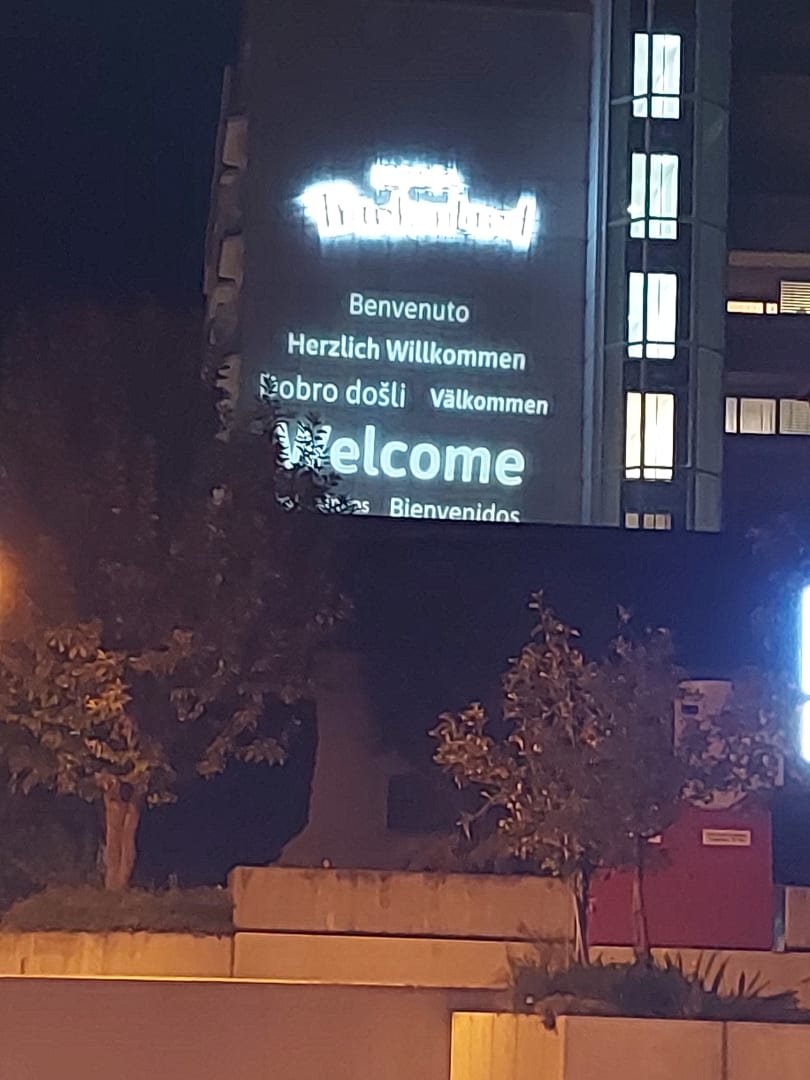 Benvenuto
Herzlich Willkommen
Dobro došli Välkommen
Welcome
Bienvenidos